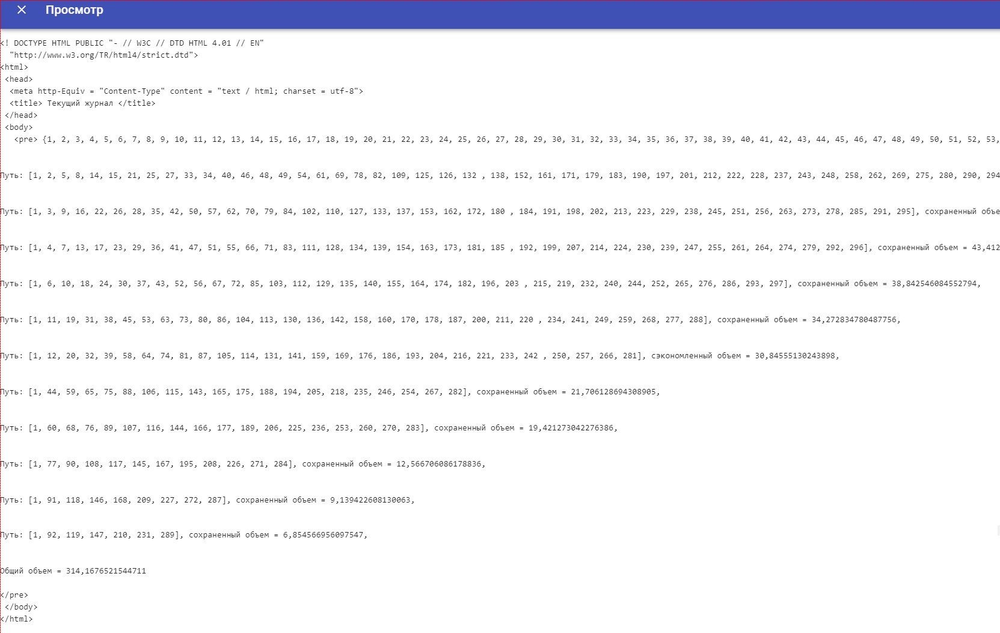 Просмотр
<! DOCTYPE HTML PUBLIC "- // W3C // DTD HTML 4.01 // EN"
"http://www.w3.org/TR/html4/strict.dtd">
<html>
<head>
<meta http-Equiv = "Content-Type" content = "text / html; charset = utf-8">
<title> Текущий журнал </title>
</head>
<body>
<pre> {1, 2, 3, 4, 5, 6, 7, 8, 9, 10, 11, 12, 13, 14, 15, 16, 17, 18, 19, 20, 21, 22, 23, 24, 25, 26, 27, 28, 29, 30, 31, 32, 33, 34, 35, 36, 37, 38, 39, 40, 41, 42, 43, 44, 45, 46, 47, 48, 49, 50, 51, 52, 53,
Путь: [1, 2, 5, 8, 14, 15, 21, 25, 27, 33, 34, 40, 46, 48, 49, 54, 61, 69, 78, 82, 109, 125, 126, 132 , 138, 152, 161, 171, 179, 183, 190, 197, 201, 212, 222, 228, 237, 243, 248, 258, 262, 269, 275, 280, 290, 294
Путь: [1, 3, 9, 16, 22, 26, 28, 35, 42, 50, 57, 62, 70, 79, 84, 102, 110, 127, 133, 137, 153, 162, 172, 180 , 184, 191, 198, 202, 213, 223, 229, 238, 245, 251, 256, 263, 273, 278, 285, 291, 295], сохраненный объе
Путь: [1, 4, 7, 13, 17, 23, 29, 36, 41, 47, 51, 55, 66, 71, 83, 111, 128, 134, 139, 154, 163, 173, 181, 185 , 192, 199, 207, 214, 224, 230, 239, 247, 255, 261, 264, 274, 279, 292, 296], сохраненный объем = 43,412
Путь: [1, 6, 10, 18, 24, 30, 37, 43, 52, 56, 67, 72, 85, 103, 112, 129, 135, 140, 155, 164, 174, 182, 196, 203 , 215, 219, 232, 240, 244, 252, 265, 276, 286, 293, 297], сохраненный объем = 38,842546084552794,
Путь: [1, 11, 19, 31, 38, 45, 53, 63, 73, 80, 86, 104, 113, 130, 136, 142, 158, 160, 170, 178, 187, 200, 211, 220 , 234, 241, 249, 259, 268, 277, 288], сохраненный объем = 34,272834780487756,
Путь: [1, 12, 20, 32, 39, 58, 64, 74, 81, 87, 105, 114, 131, 141, 159, 169, 176, 186, 193, 204, 216, 221, 233, 242 , 250, 257, 266, 281], сэкономленный объем = 30,84555130243898,
Путь: [1, 44, 59, 65, 75, 88, 106, 115, 143, 165, 175, 188, 194, 205, 218, 235, 246, 254, 267, 282], сохраненный объем = 21,706128694308905,
Путь: [1, 60, 68, 76, 89, 107, 116, 144, 166, 177, 189, 206, 225, 236, 253, 260, 270, 283], сохраненный объем = 19,421273042276386,
Путь: [1, 77, 90, 108, 117, 145, 167, 195, 208, 226, 271, 284], сохраненный объем = 12,566706086178836,
Путь: [1, 91, 118, 146, 168, 209, 227, 272, 287], сохраненный объем = 9,139422608130063,
Путь: [1, 92, 119, 147, 210, 231, 289], сохраненный объем = 6,854566956097547,
Общий объем = 314,1676521544711
</pre>
</body>
</html>